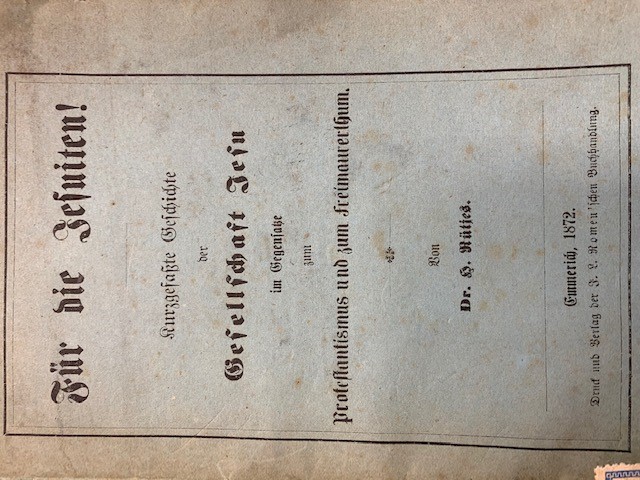 Für die Jesuiten!
Kurzgefaßte Geschichte
der
Gesellschaft Jesu
im Gegensatze
zum
Protestantismus und zum Freimaurerthum.
Von
Dr. H. Rütjes.
Emmerich, 1872.
Druck und Verlag der J. L. Romen'schen Buchhandlung.